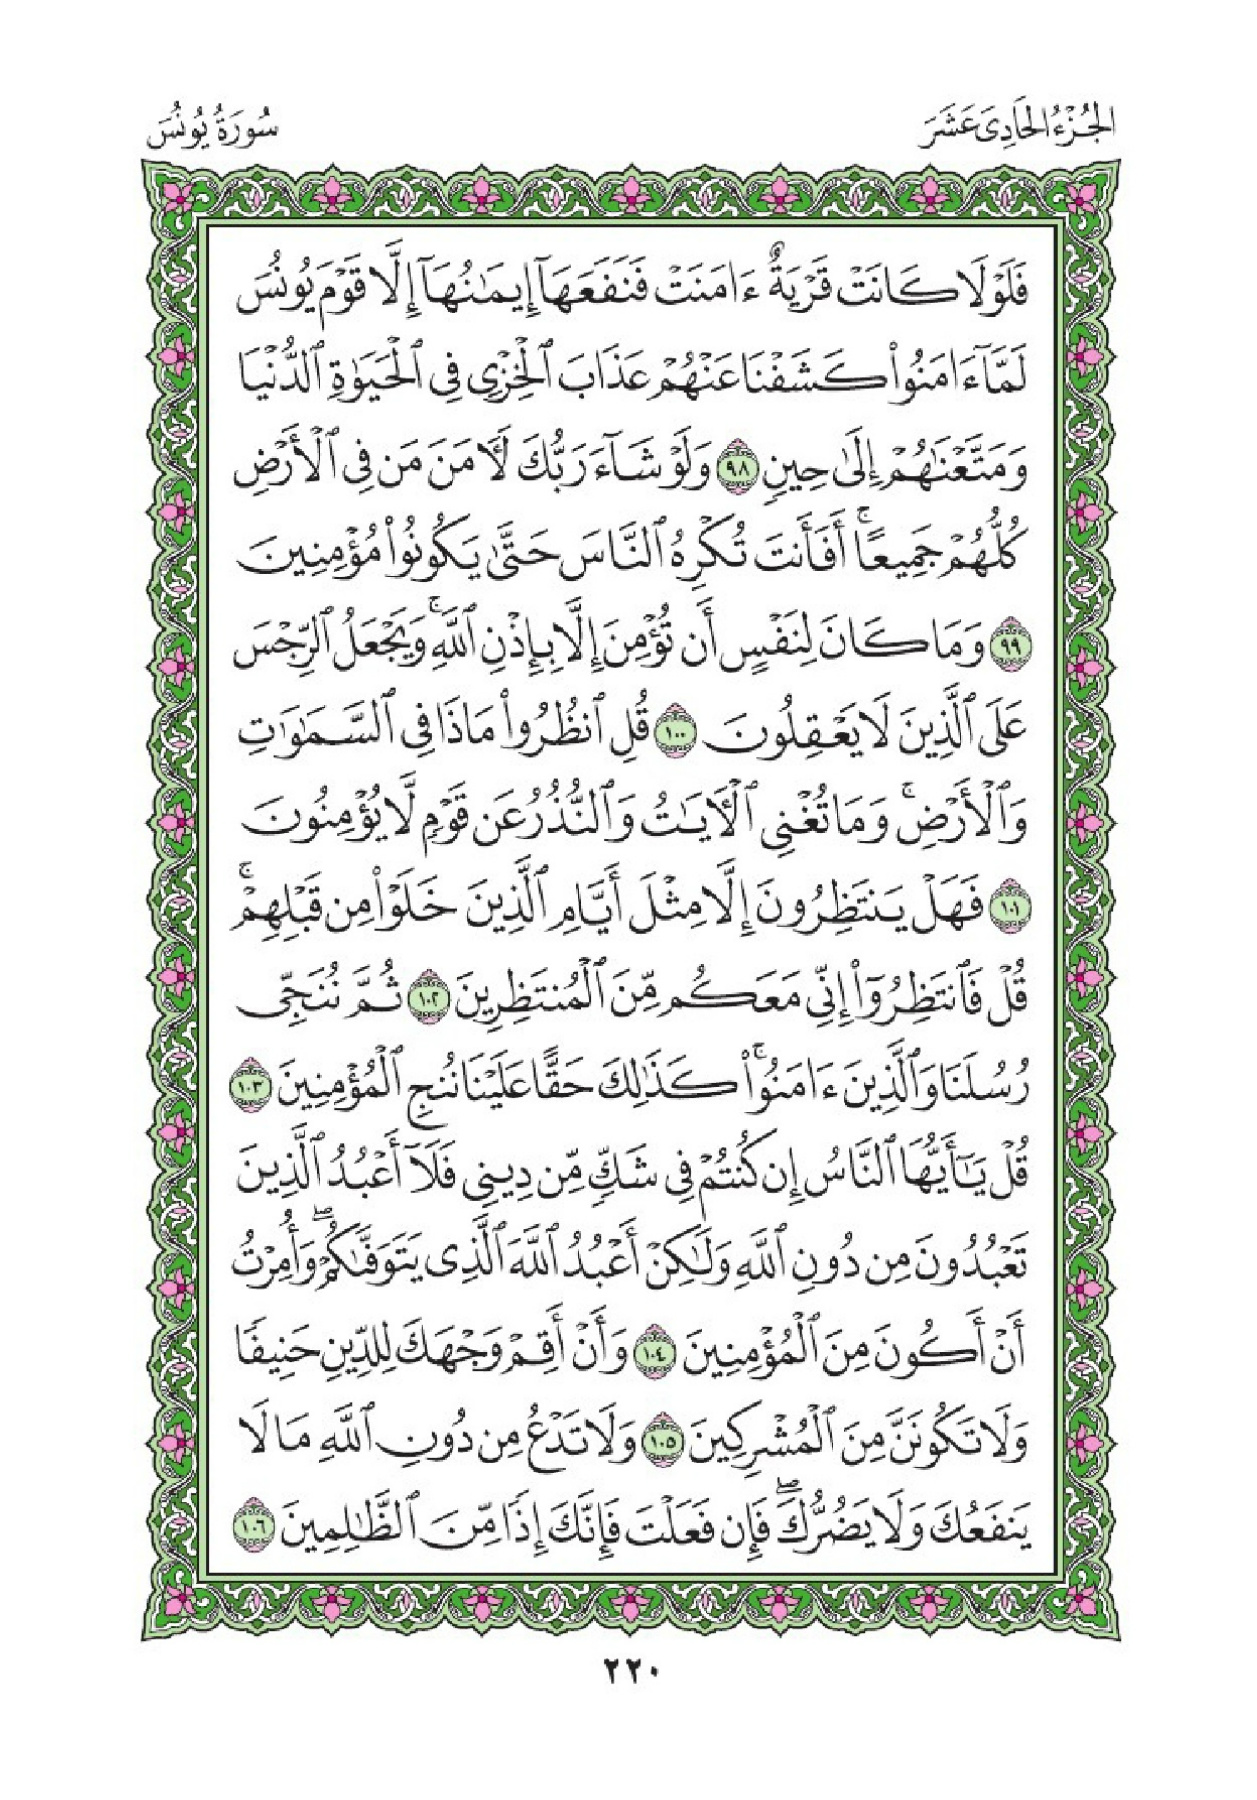 الجُزْءُ الحَادِىَ عَشَرَ
سُورَةُ يُونُسَ
فَلَوْلَا كَانَتْ قَرْيَةٌ ءَامَنَتْ فَنَفَعَهَآ إِيمَٰنُهَآ إِلَّا قَوْمَ يُونُسَ
لَمَّآ ءَامَنُوا۟ كَشَفْنَا عَنْهُمْ عَذَابَ ٱلْخِزْىِ فِى ٱلْحَيَوٰةِ ٱلدُّنْيَا
وَمَتَّعْنَٰهُمْ إِلَىٰ حِينٍ ٩٨ وَلَوْ شَآءَ رَبُّكَ لَـَٔامَنَ مَن فِى ٱلْأَرْضِ
كُلُّهُمْ جَمِيعًا ۚ أَفَأَنتَ تُكْرِهُ ٱلنَّاسَ حَتَّىٰ يَكُونُوا۟ مُؤْمِنِينَ
٩٩ وَمَا كَانَ لِنَفْسٍ أَن تُؤْمِنَ إِلَّا بِإِذْنِ ٱللَّهِ ۚ وَيَجْعَلُ ٱلرِّجْسَ
عَلَى ٱلَّذِينَ لَا يَعْقِلُونَ ١٠٠ قُلِ ٱنظُرُوا۟ مَاذَا فِى ٱلسَّمَٰوَٰتِ
وَٱلْأَرْضِ ۚ وَمَا تُغْنِى ٱلْـَٔايَٰتُ وَٱلنُّذُرُ عَن قَوْمٍ لَّا يُؤْمِنُونَ
١٠١ فَهَلْ يَنتَظِرُونَ إِلَّا مِثْلَ أَيَّامِ ٱلَّذِينَ خَلَوْا۟ مِن قَبْلِهِمْ ۚ
قُلْ فَٱنتَظِرُوٓا۟ إِنِّى مَعَكُم مِّنَ ٱلْمُنتَظِرِينَ ١٠٢ ثُمَّ نُنَجِّى
رُسُلَنَا وَٱلَّذِينَ ءَامَنُوا۟ ۚ كَذَٰلِكَ حَقًّا عَلَيْنَا نُنجِ ٱلْمُؤْمِنِينَ ١٠٣
قُلْ يَٰٓأَيُّهَا ٱلنَّاسُ إِن كُنتُمْ فِى شَكٍّ مِّن دِينِى فَلَآ أَعْبُدُ ٱلَّذِينَ
تَعْبُدُونَ مِن دُونِ ٱللَّهِ وَلَٰكِنْ أَعْبُدُ ٱللَّهَ ٱلَّذِى يَتَوَفَّىٰكُمْ ۖ وَأُمِرْتُ
أَنْ أَكُونَ مِنَ ٱلْمُؤْمِنِينَ ١٠٤ وَأَنْ أَقِمْ وَجْهَكَ لِلدِّينِ حَنِيفًا
وَلَا تَكُونَنَّ مِنَ ٱلْمُشْرِكِينَ ١٠٥ وَلَا تَدْعُ مِن دُونِ ٱللَّهِ مَا لَا
يَنفَعُكَ وَلَا يَضُرُّكَ ۖ فَإِن فَعَلْتَ فَإِنَّكَ إِذًا مِّنَ ٱلظَّٰلِمِينَ ١٠٦
٢٢٠